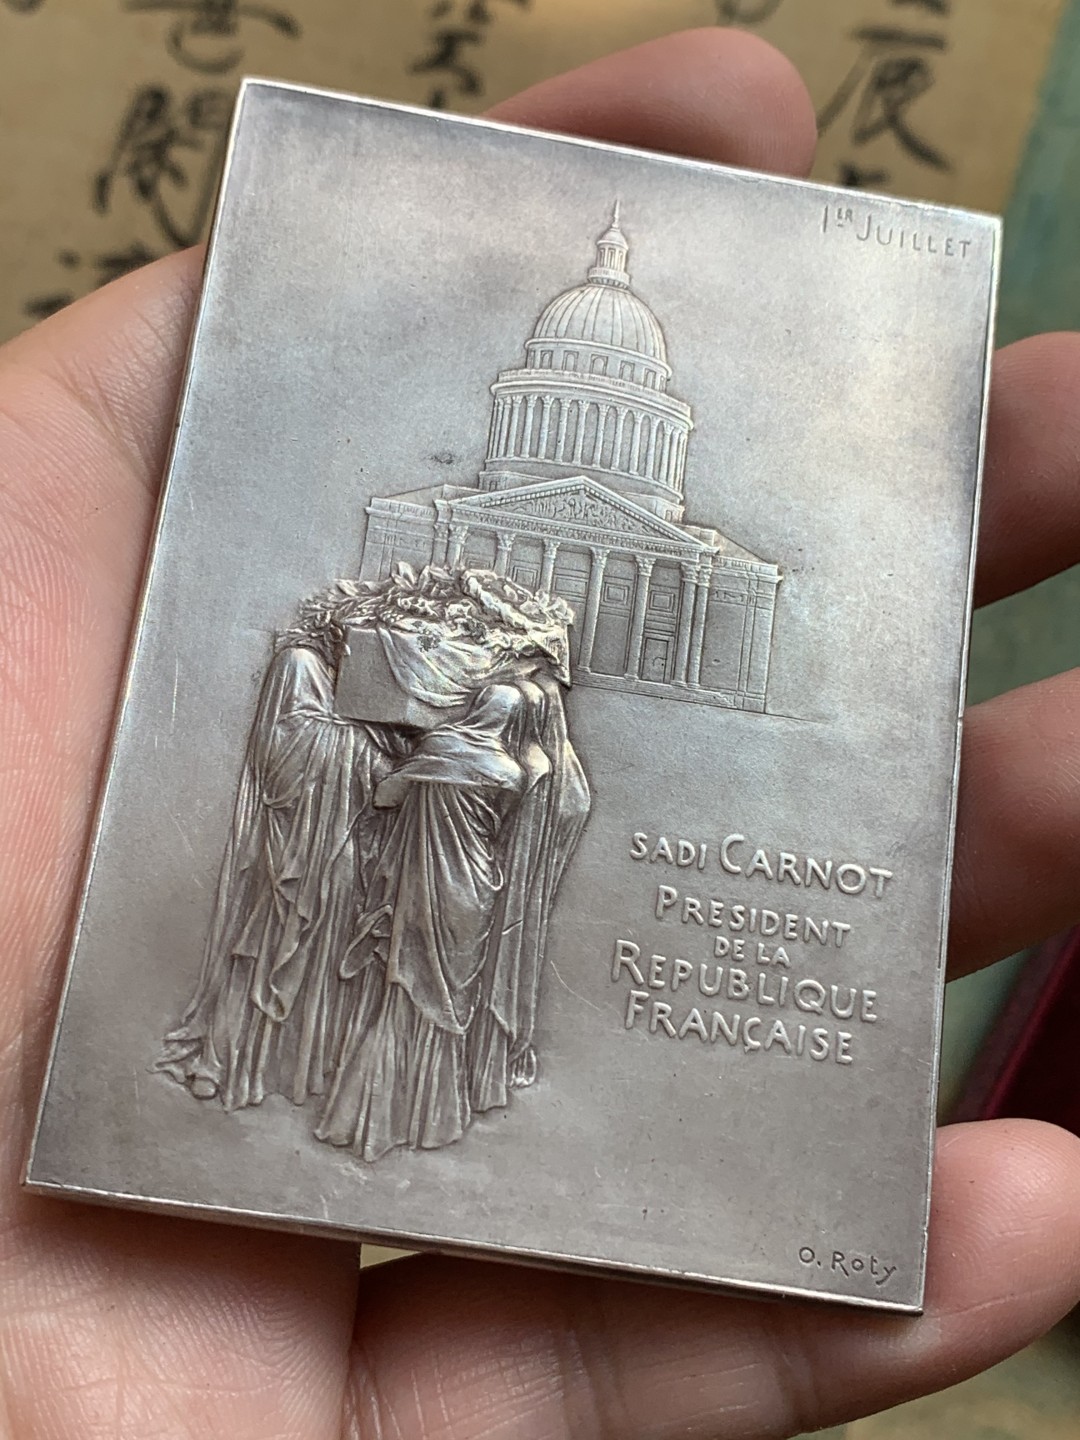 1ER JUILLET
SADI CARNOT
PRESIDENT
DE LA
REPUBLIQUE
FRANÇAISE
O. Roty